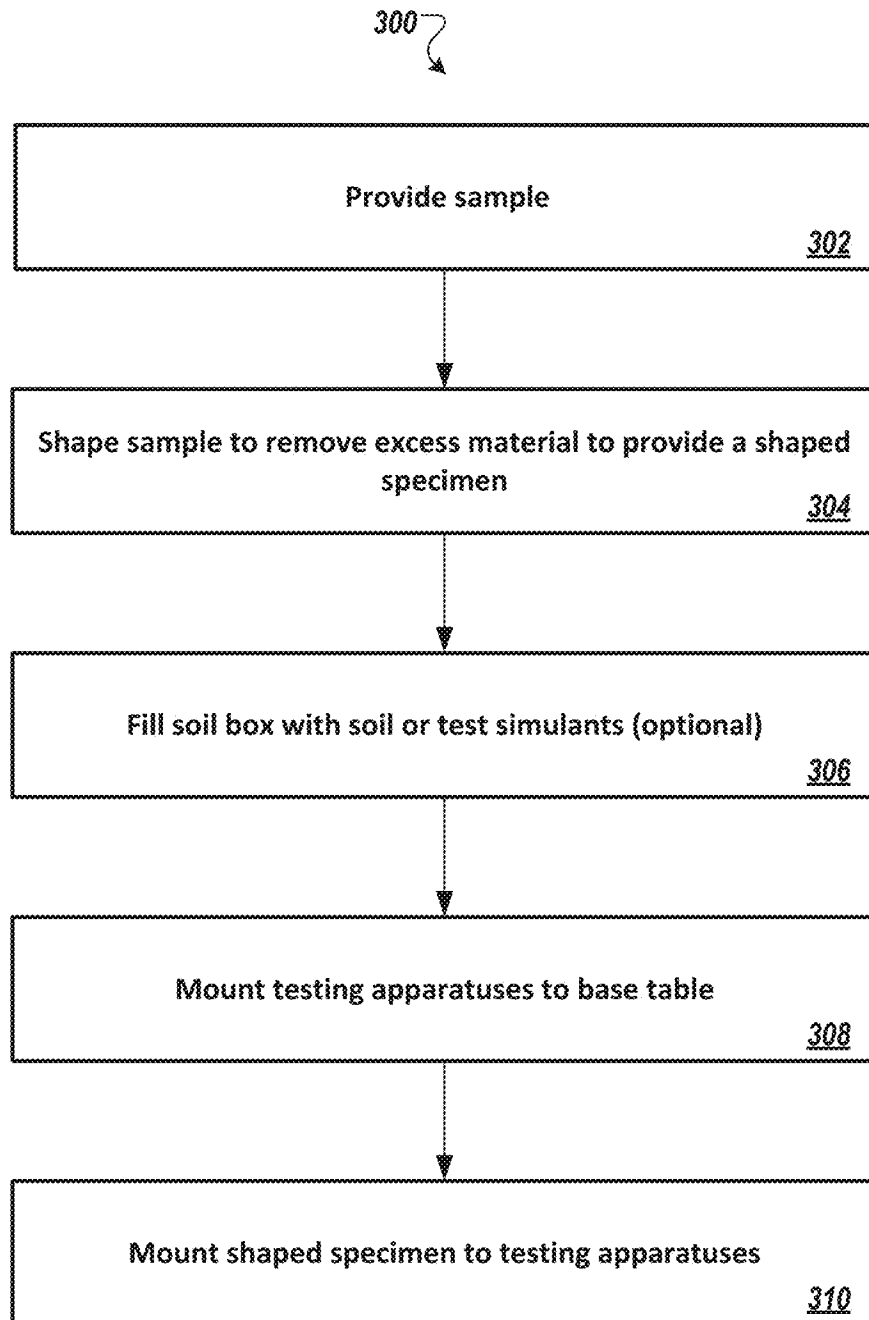 300
Provide sample
302
Shape sample to remove excess material to provide a shaped
specimen
304
Fill soil box with soil or test simulants (optional)
306
Mount testing apparatuses to base table
308
Mount shaped specimen to testing apparatuses
310